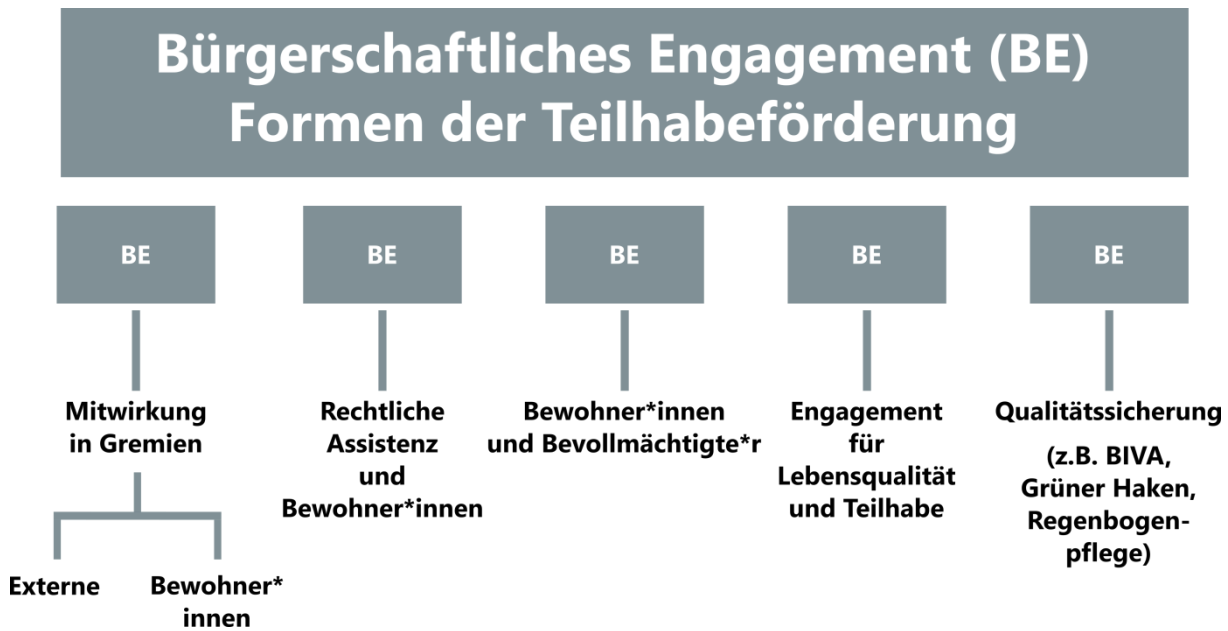 Bürgerschaftliches Engagement (BE)
Formen der Teilhabeförderung
BE
Mitwirkung
in Gremien
Externe
Bewohner*
innen
BE
Rechtliche
Assistenz
und
Bewohner*innen
BE
Bewohner*innen
und Bevollmächtigte*r
BE
Engagement
für
Lebensqualität
und Teilhabe
BE
Qualitätssicherung
(z.B. BIVA,
Grüner Haken,
Regenbogen-
pflege)